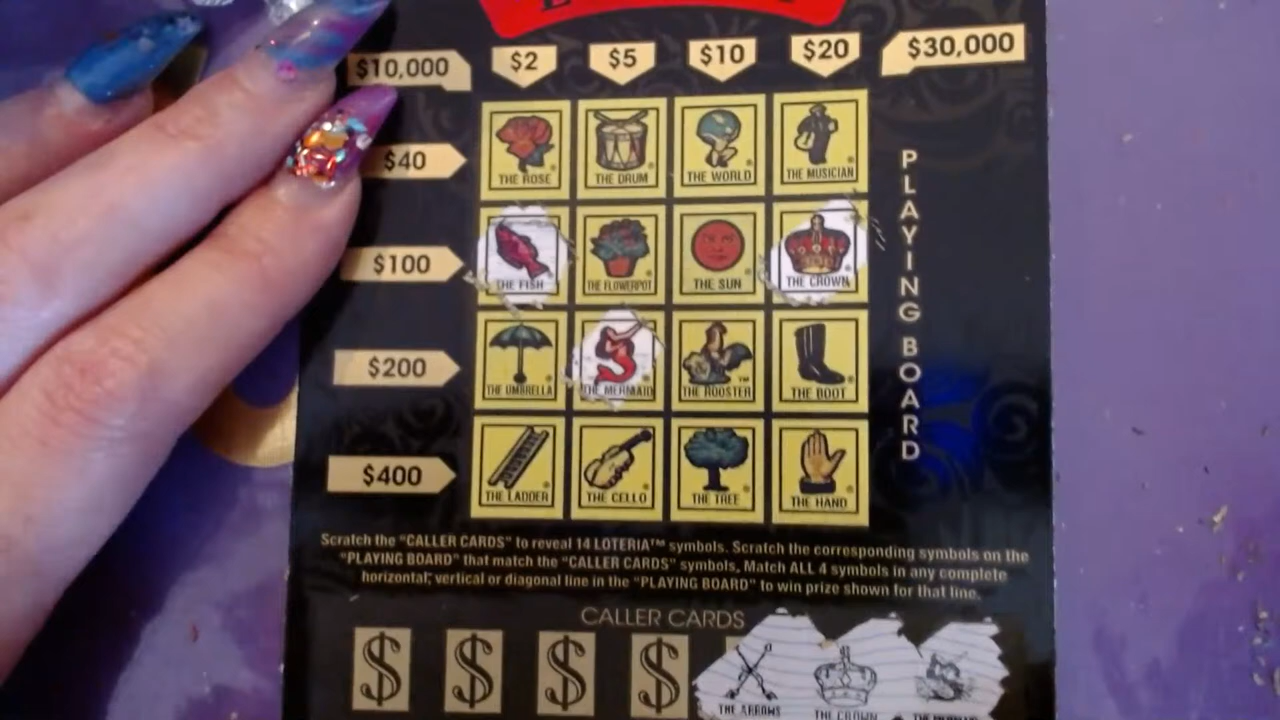 $2 $5 $10 $20
$10,000 $30,000
$40
THE ROSE THE DRUM THE WORLD THE MUSICIAN
$100
THE FISH THE FLOWERPOT THE SUN THE CROWN
$200
THE UMBRELLA THE MERMAID THE ROOSTER THE BOOT
$400
THE LADDER THE CELLO THE TREE THE HAND
PLAYING BOARD
Scratch the "CALLER CARDS" to reveal 14 LOTERIA™ symbols. Scratch the corresponding symbols on the
"PLAYING BOARD" that match the "CALLER CARDS" symbols. Match ALL 4 symbols in any complete
horizontal, vertical or diagonal line in the "PLAYING BOARD" to win prize shown for that line.
CALLER CARDS
$ $ $ $
THE ARROWS THE CROWN THE MERMAID